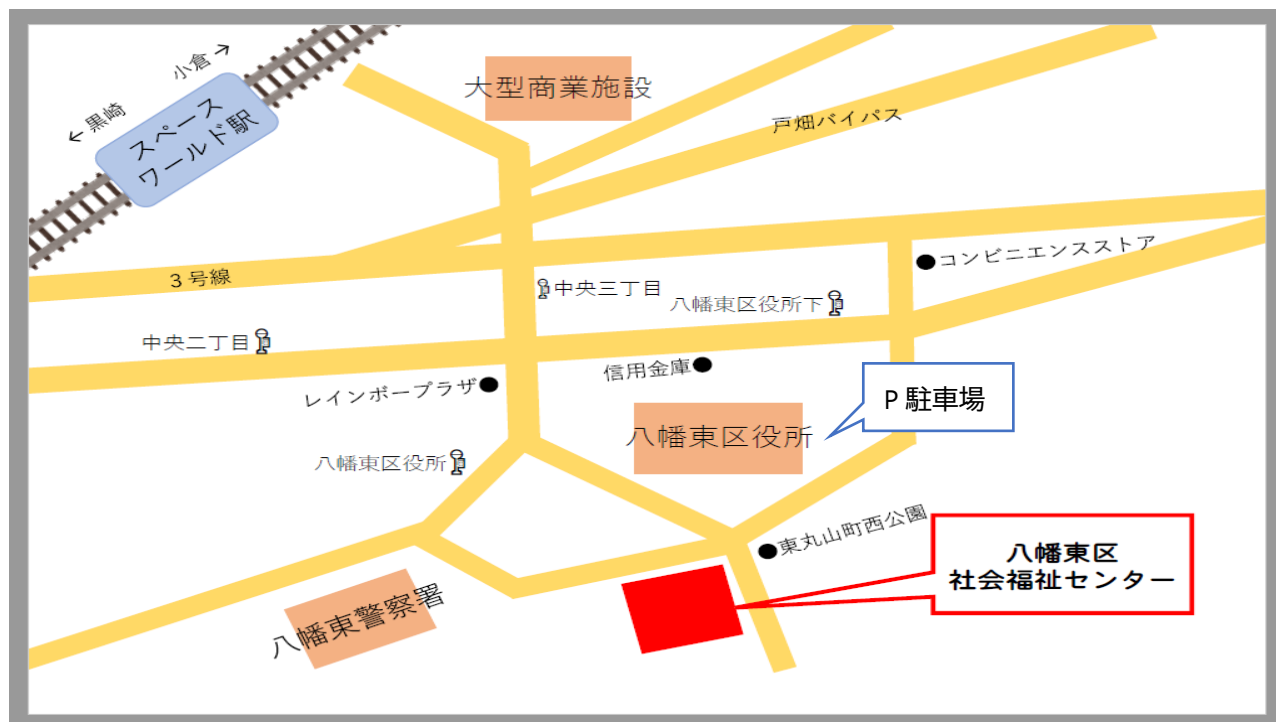 小倉→
←黒崎
スペース
ワールド駅
大型商業施設
戸畑バイパス
3号線
コンビニエンスストア
中央三丁目
八幡東区役所下
中央二丁目
信用金庫
レインボープラザ
P 駐車場
八幡東区役所
八幡東区役所
東丸山町西公園
八幡東区
社会福祉センター
八幡東警察署